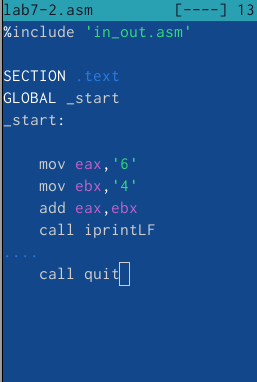 lab7-2.asm [----] 13
%include 'in_out.asm'
SECTION .text
GLOBAL _start
_start:
mov eax,'6'
mov ebx,'4'
add eax,ebx
call iprintLF
....
call quit